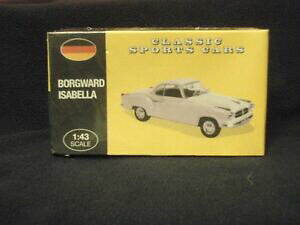 CLASSIC
SPORTS CARS
BORGWARD
ISABELLA
1:43
SCALE